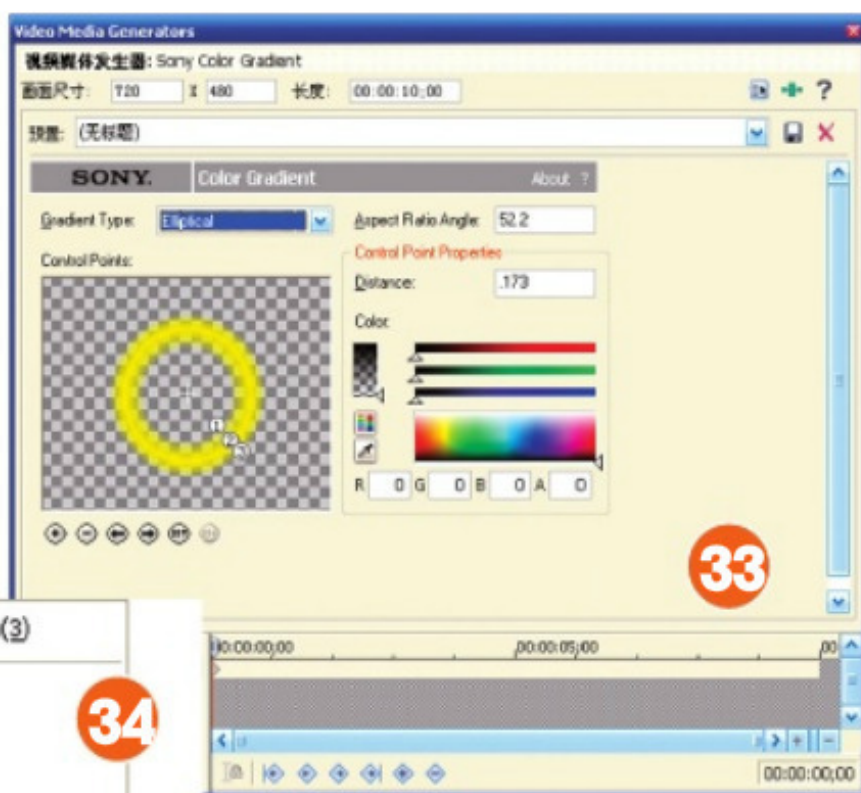 Video Media Generators
视频媒体发生器: Sony Color Gradient
画面尺寸: 720 X 480 长度: 00:00:10;00
预置: (无标题)
SONY. Color Gradient About ?
Gradient Type: Elliptical Aspect Ratio Angle: 52.2
Control Points: Control Point Properties
Distance: .173
Color:
1
2
3
R 0 G 0 B 0 A 0
33
(3)
34
00:00:00;00 00:00:05;00 00
00:00:00;00